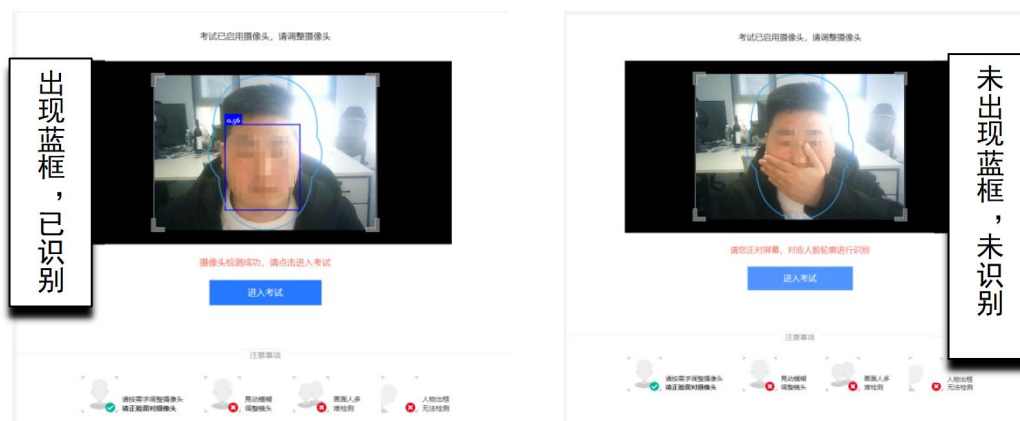 出现蓝框，已识别
考试已启用摄像头，请调整摄像头
0.56
摄像头检测成功，请点击进入考试
进入考试
注意事项
请按需求调整摄像头
请正脸面对摄像头
晃动模糊
调整镜头
画面人多
难检测
人物出框
无法检测
考试已启用摄像头，请调整摄像头
请您正对屏幕，对应人脸轮廓进行识别
进入考试
注意事项
请按需求调整摄像头
请正脸面对摄像头
晃动模糊
调整镜头
画面人多
难检测
人物出框
无法检测
未出现蓝框，未识别